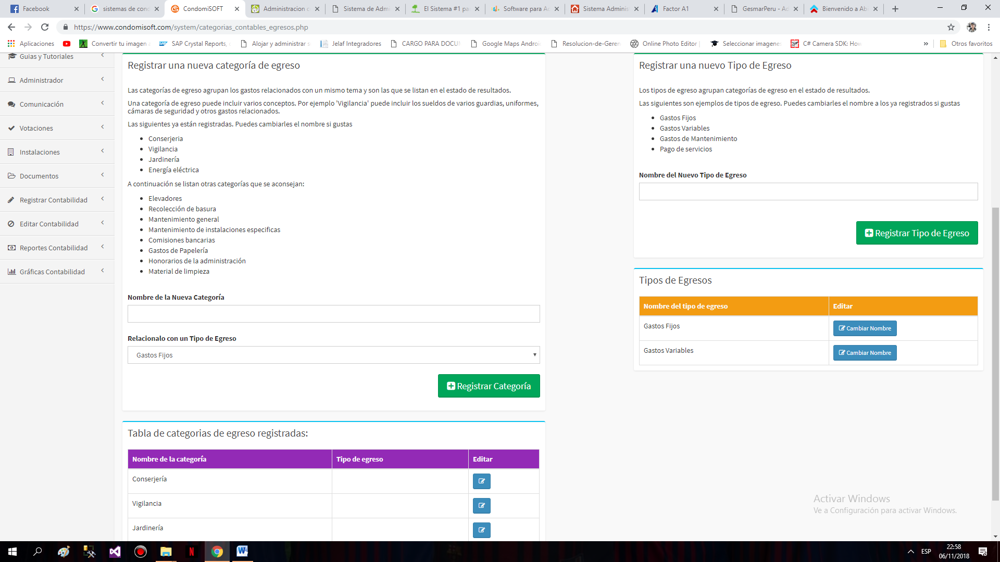 Facebook
sistemas de con
CondomiSOFT
Administracion c
Sistema de Admi
El Sistema #1 pa
Software para A
Sistema Adminis
Factor A1
GesmarPeru - Ad
Bienvenido a Ab
https://www.condomisoft.com/system/categorias_contables_egresos.php
Aplicaciones
Convertir tu imagen
SAP Crystal Reports,
Alojar y administrar
Jelaf Integradores
CARGO PARA DOCU
Google Maps Androi
Resolucion-de-Geren
Online Photo Editor
Seleccionar imagenes
C# Camera SDK: How
»
Otros favoritos
Guias y Tutoriales
Administrador
Comunicación
Votaciones
Instalaciones
Documentos
Registrar Contabilidad
Editar Contabilidad
Reportes Contabilidad
Gráficas Contabilidad
Registrar una nueva categoría de egreso
Las categorías de egreso agrupan los gastos relacionados con un mismo tema y son las que se listan en el estado de resultados.
Una categoría de egreso puede incluir varios conceptos. Por ejemplo 'Vigilancia' puede incluir los sueldos de varios guardias, uniformes,
cámaras de seguridad y otros gastos relacionados.
Las siguientes ya están registradas. Puedes cambiarles el nombre si gustas
Conserjeria
Vigilancia
Jardinería
Energía eléctrica
A continuación se listan otras categorías que se aconsejan:
Elevadores
Recolección de basura
Mantenimiento general
Mantenimiento de instalaciones especificas
Comisiones bancarias
Gastos de Papelería
Honorarios de la administración
Material de limpieza
Nombre de la Nueva Categoría
Relacionalo con un Tipo de Egreso
Gastos Fijos
Registrar Categoría
Tabla de categorias de egreso registradas:
Nombre de la categoría Tipo de egreso Editar
Conserjería
Vigilancia
Jardinería
Registrar una nuevo Tipo de Egreso
Los tipos de egreso agrupan categorías de egreso en el estado de resultados.
Las siguientes son ejemplos de tipos de egreso. Puedes cambiarles el nombre a los ya registrados si gustas
Gastos Fijos
Gastos Variables
Gastos de Mantenimiento
Pago de servicios
Nombre del Nuevo Tipo de Egreso
Registrar Tipo de Egreso
Tipos de Egresos
Nombre del tipo de egreso Editar
Gastos Fijos Cambiar Nombre
Gastos Variables Cambiar Nombre
Activar Windows
Ve a Configuración para activar Windows.
ESP
22:58
06/11/2018